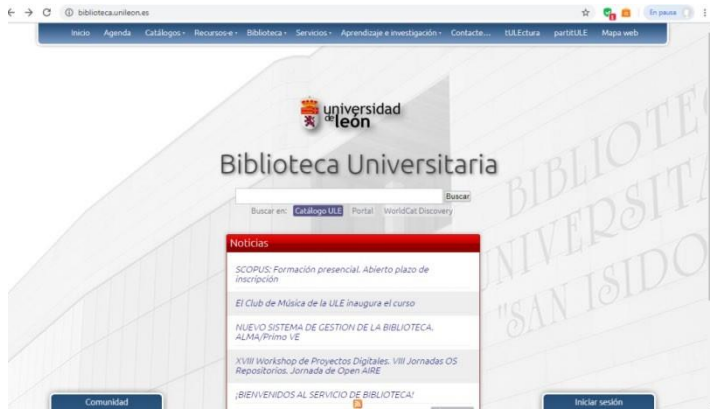 biblioteca.unileon.es
En pausa
Inicio Agenda Catálogos Recursos-e Biblioteca Servicios Aprendizaje e investigación Contacte... tULEctura partitULE Mapa web
universidad
de león
Biblioteca Universitaria
Buscar
Buscar en: Catálogo ULE Portal WorldCat Discovery
BIBLIOTECA
UNIVERSITA
"SAN ISIDO
Noticias
SCOPUS: Formación presencial. Abierto plazo de
inscripción
El Club de Música de la ULE inaugura el curso
NUEVO SISTEMA DE GESTION DE LA BIBLIOTECA.
ALMA/Primo VE
XVIII Workshop de Proyectos Digitales. VIII Jornadas OS
Repositorios. Jornada de Open AIRE
¡BIENVENIDOS AL SERVICIO DE BIBLIOTECA!
Comunidad
Iniciar sesión